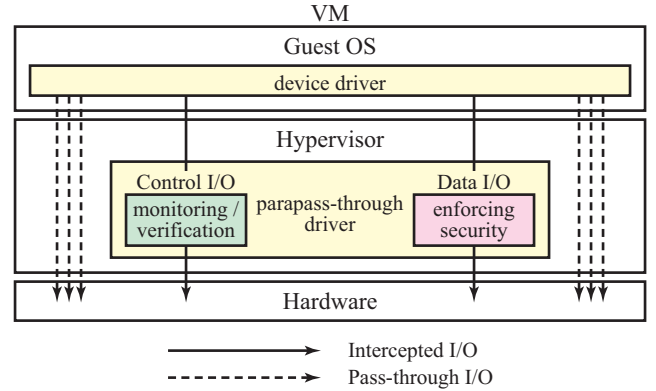 VM
Guest OS
device driver
Hypervisor
Control I/O
Data I/O
monitoring /
verification
parapass-through
driver
enforcing
security
Hardware
Intercepted I/O
Pass-through I/O